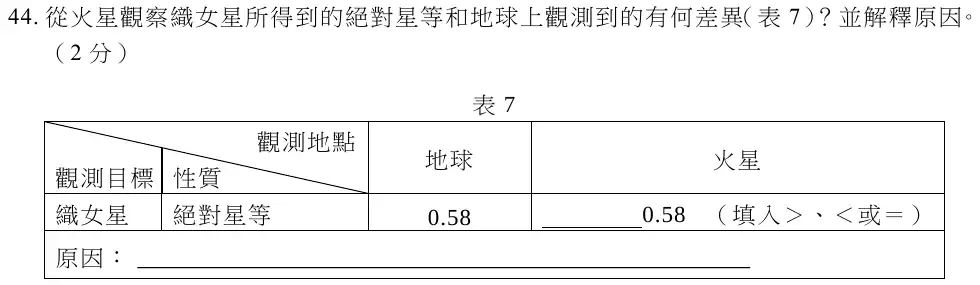 44. 從火星觀察織女星所得到的絕對星等和地球上觀測到的有何差異(表 7)？並解釋原因。
（2 分）
表 7
觀測地點
觀測目標 性質
地球
火星
織女星 絕對星等 0.58 ________0.58 （填入＞、＜或＝）
原因：________________